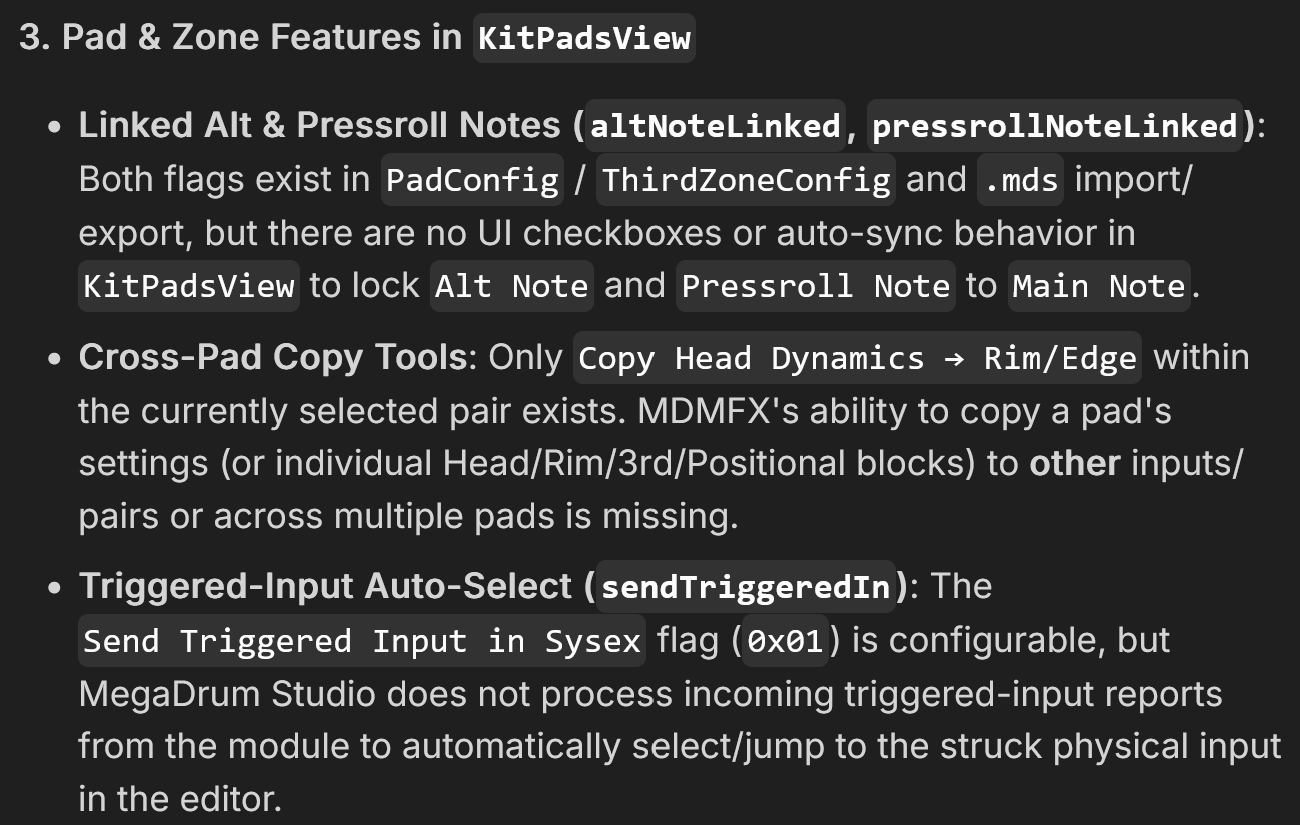 3. Pad & Zone Features in KitPadsView
• Linked Alt & Pressroll Notes (altNoteLinked, pressrollNoteLinked):
Both flags exist in PadConfig / ThirdZoneConfig and .mds import/
export, but there are no UI checkboxes or auto-sync behavior in
KitPadsView to lock Alt Note and Pressroll Note to Main Note.
• Cross-Pad Copy Tools: Only Copy Head Dynamics → Rim/Edge within
the currently selected pair exists. MDMFX's ability to copy a pad's
settings (or individual Head/Rim/3rd/Positional blocks) to other inputs/
pairs or across multiple pads is missing.
• Triggered-Input Auto-Select (sendTriggeredIn): The
Send Triggered Input in Sysex flag (0x01) is configurable, but
MegaDrum Studio does not process incoming triggered-input reports
from the module to automatically select/jump to the struck physical input
in the editor.